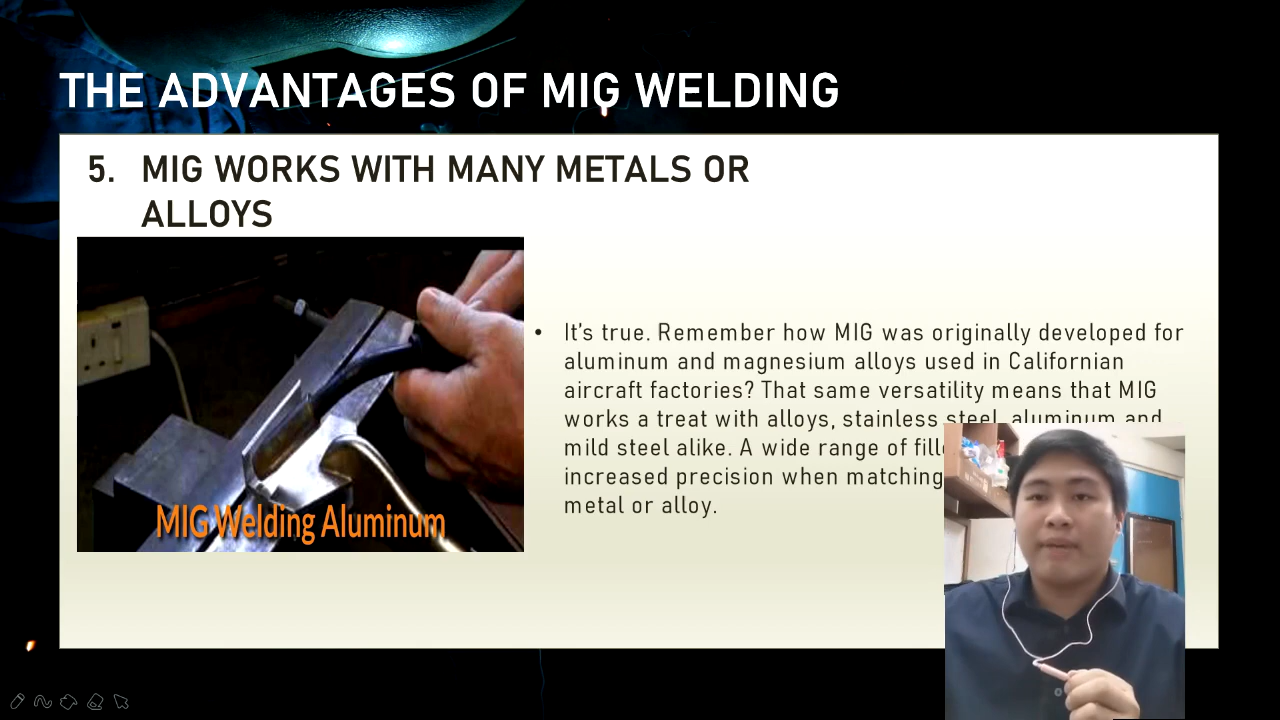 THE ADVANTAGES OF MIG WELDING
5. MIG WORKS WITH MANY METALS OR
ALLOYS
MIG Welding Aluminum
• It's true. Remember how MIG was originally developed for
aluminum and magnesium alloys used in Californian
aircraft factories? That same versatility means that MIG
works a treat with alloys, stainless steel, aluminum and
mild steel alike. A wide range of
increased precision when matching
metal or alloy.